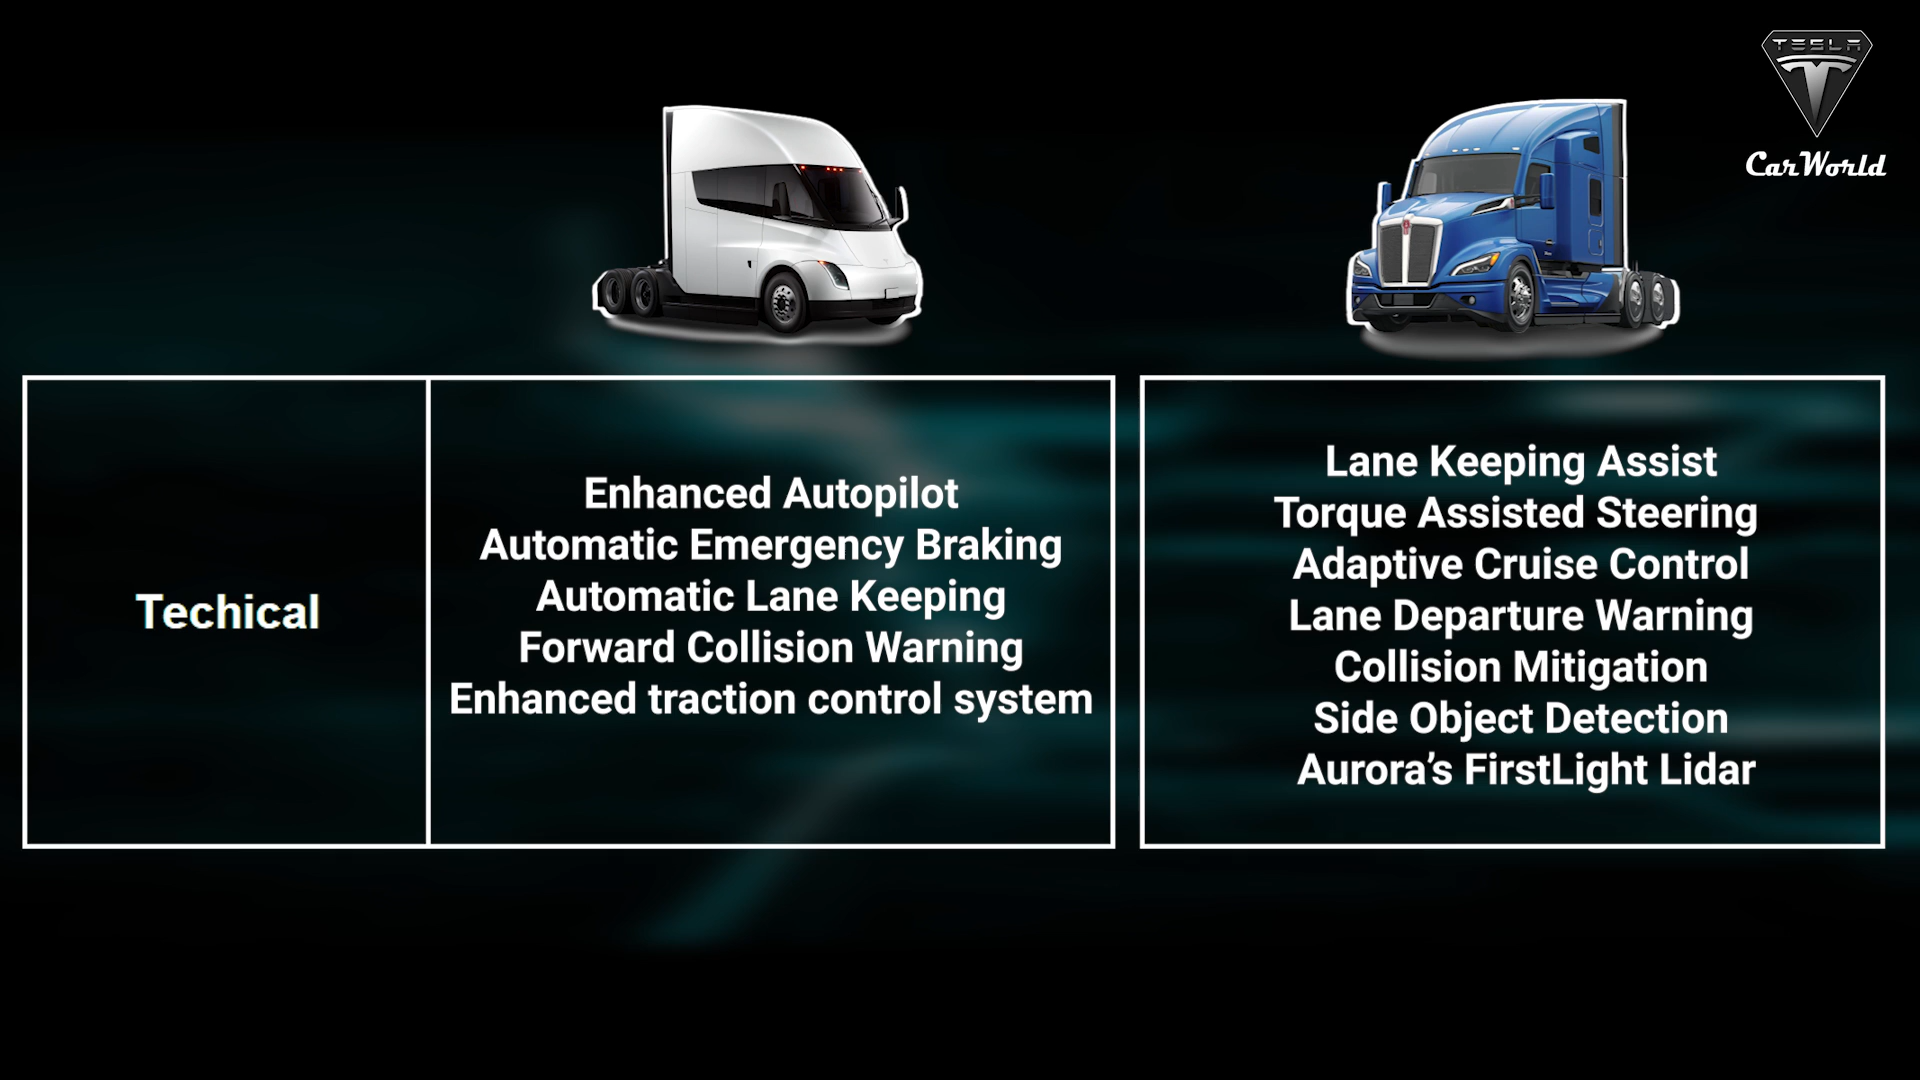 TESLA
CarWorld
Techical
Enhanced Autopilot
Automatic Emergency Braking
Automatic Lane Keeping
Forward Collision Warning
Enhanced traction control system
Lane Keeping Assist
Torque Assisted Steering
Adaptive Cruise Control
Lane Departure Warning
Collision Mitigation
Side Object Detection
Aurora’s FirstLight Lidar